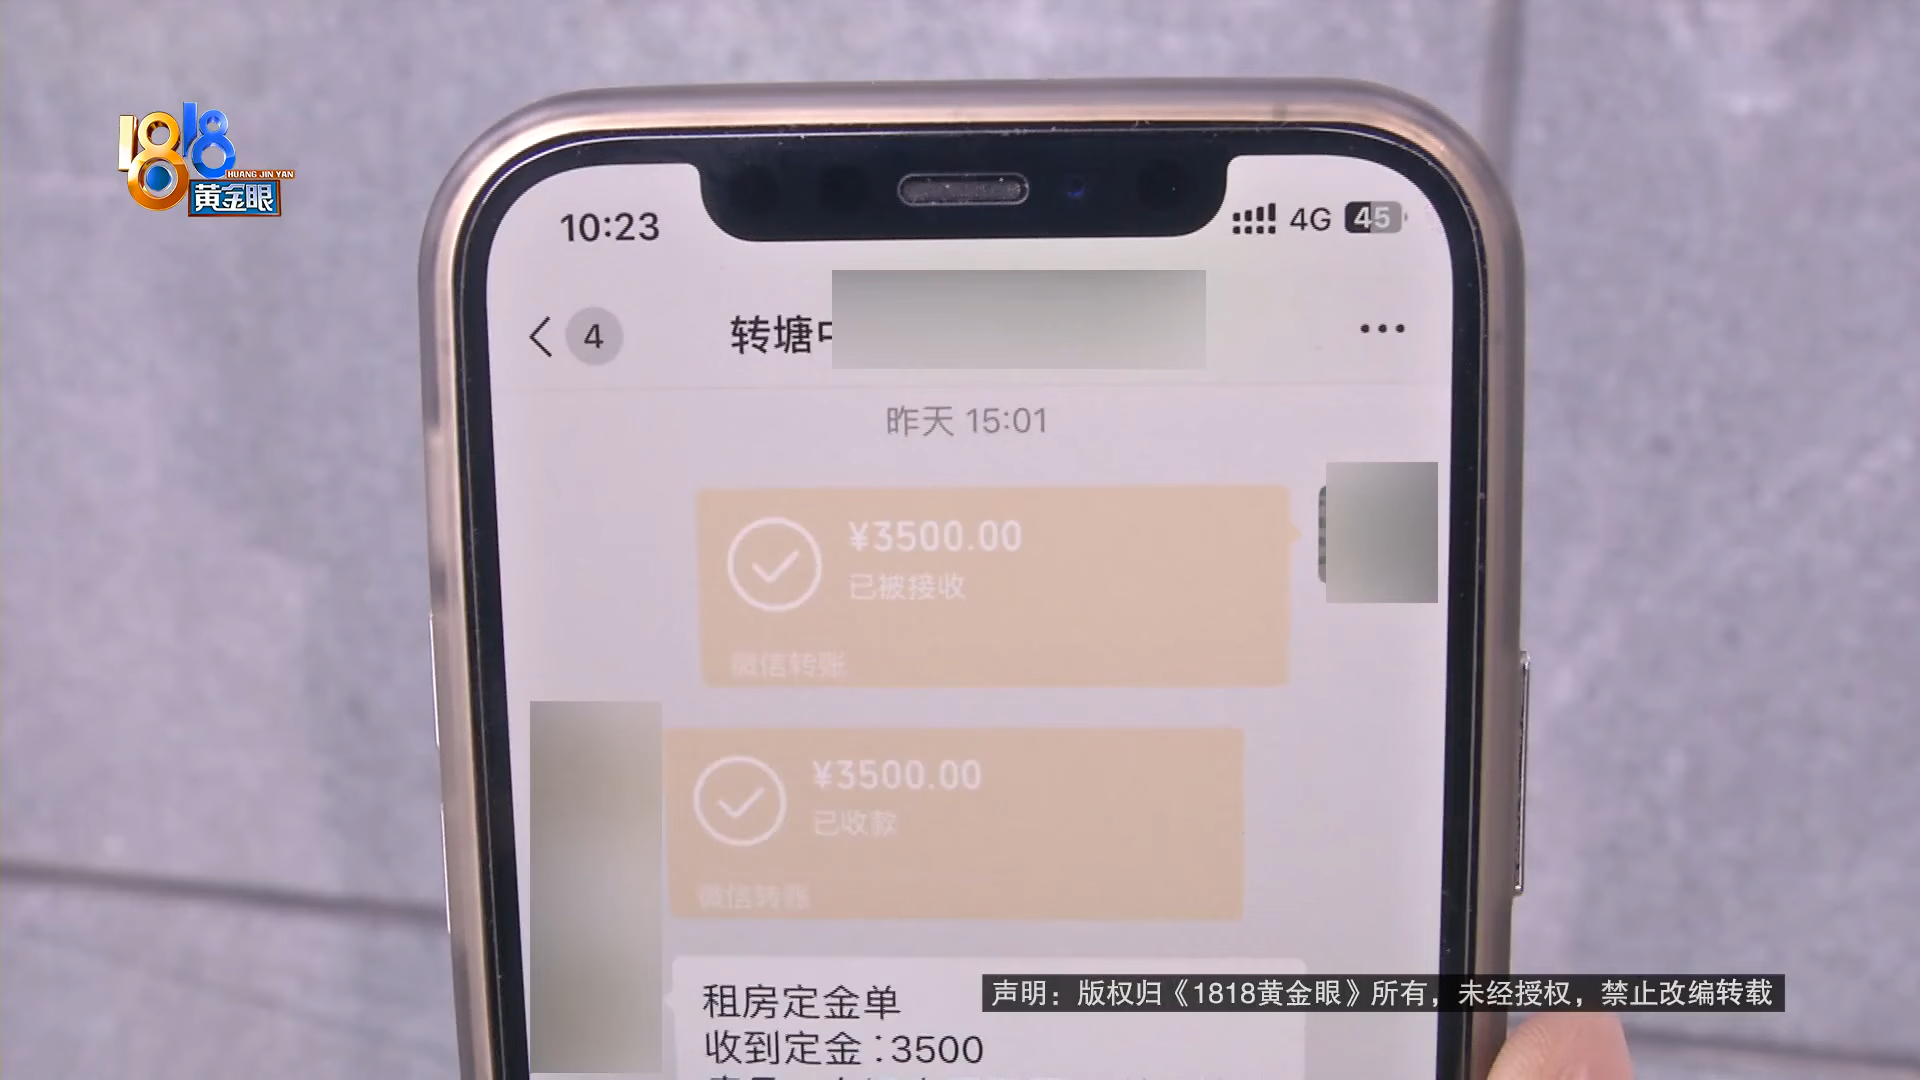 1818
HUANG JIN YAN
黄金眼
10:23
4G
45
4
转塘
昨天 15:01
¥3500.00
已被接收
微信转账
¥3500.00
已收款
微信转账
租房定金单
收到定金:3500
声明：版权归《1818黄金眼》所有，未经授权，禁止改编转载